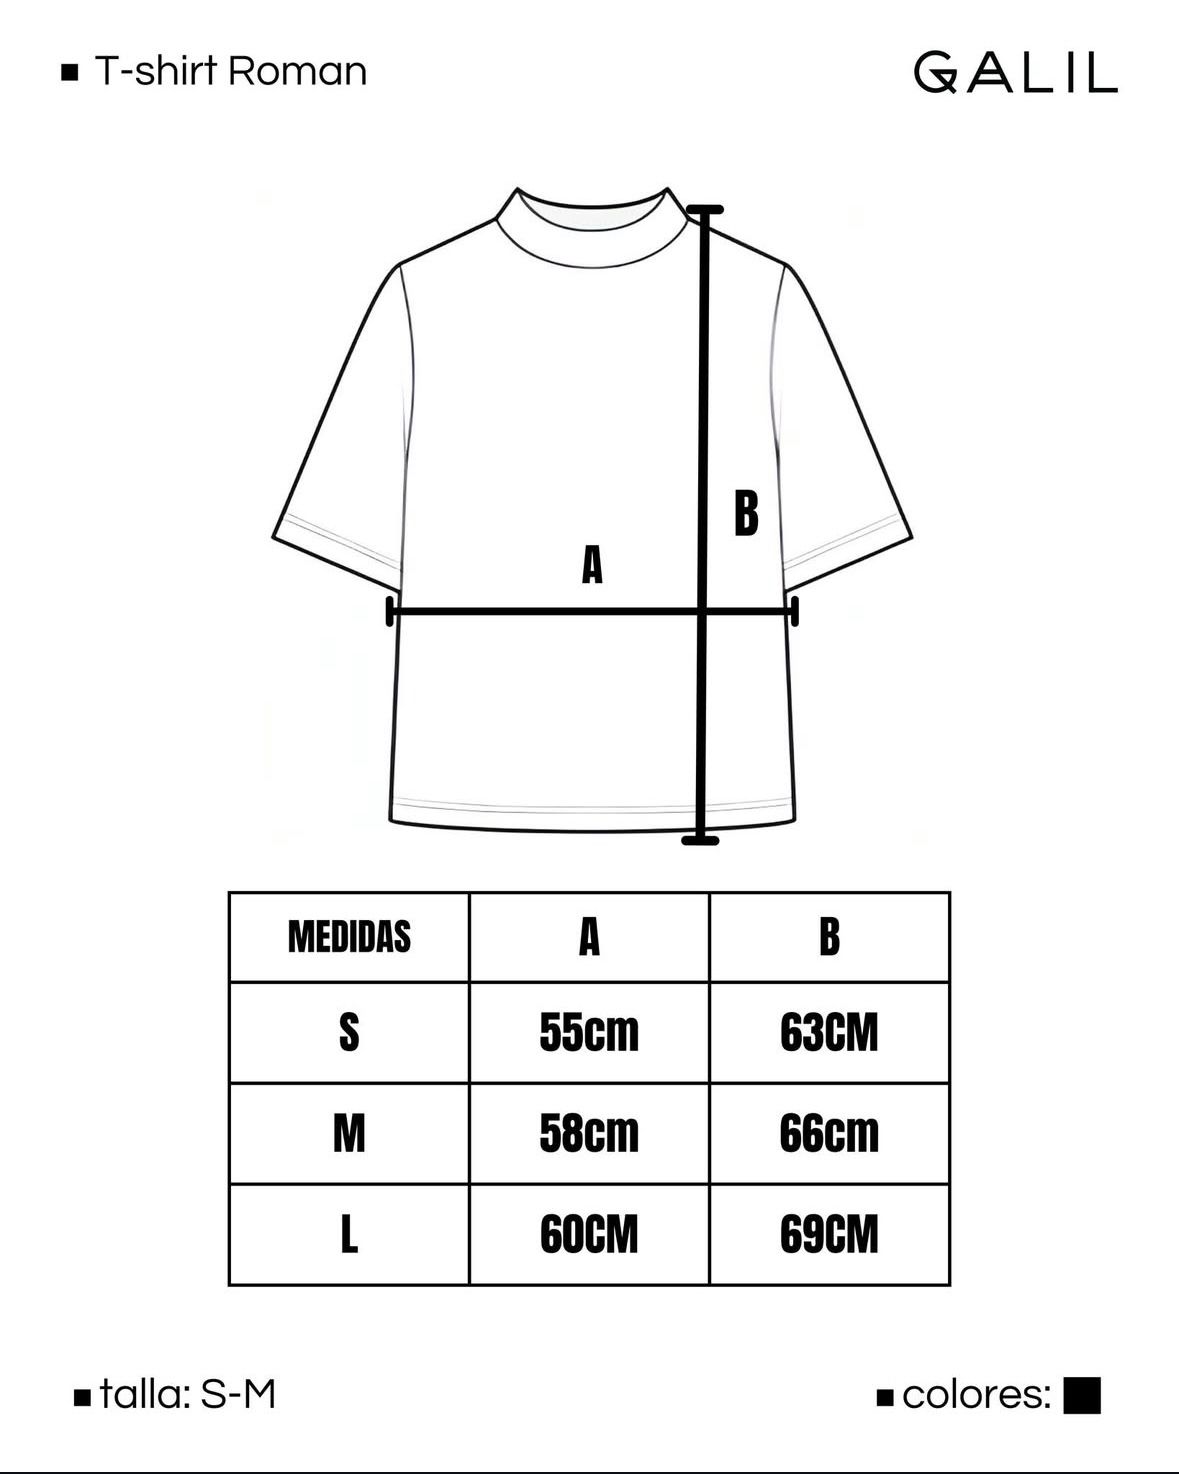 T-shirt Roman
GALIL
B
A
MEDIDAS A B
S 55cm 63CM
M 58cm 66cm
L 60CM 69CM
talla: S-M
colores: